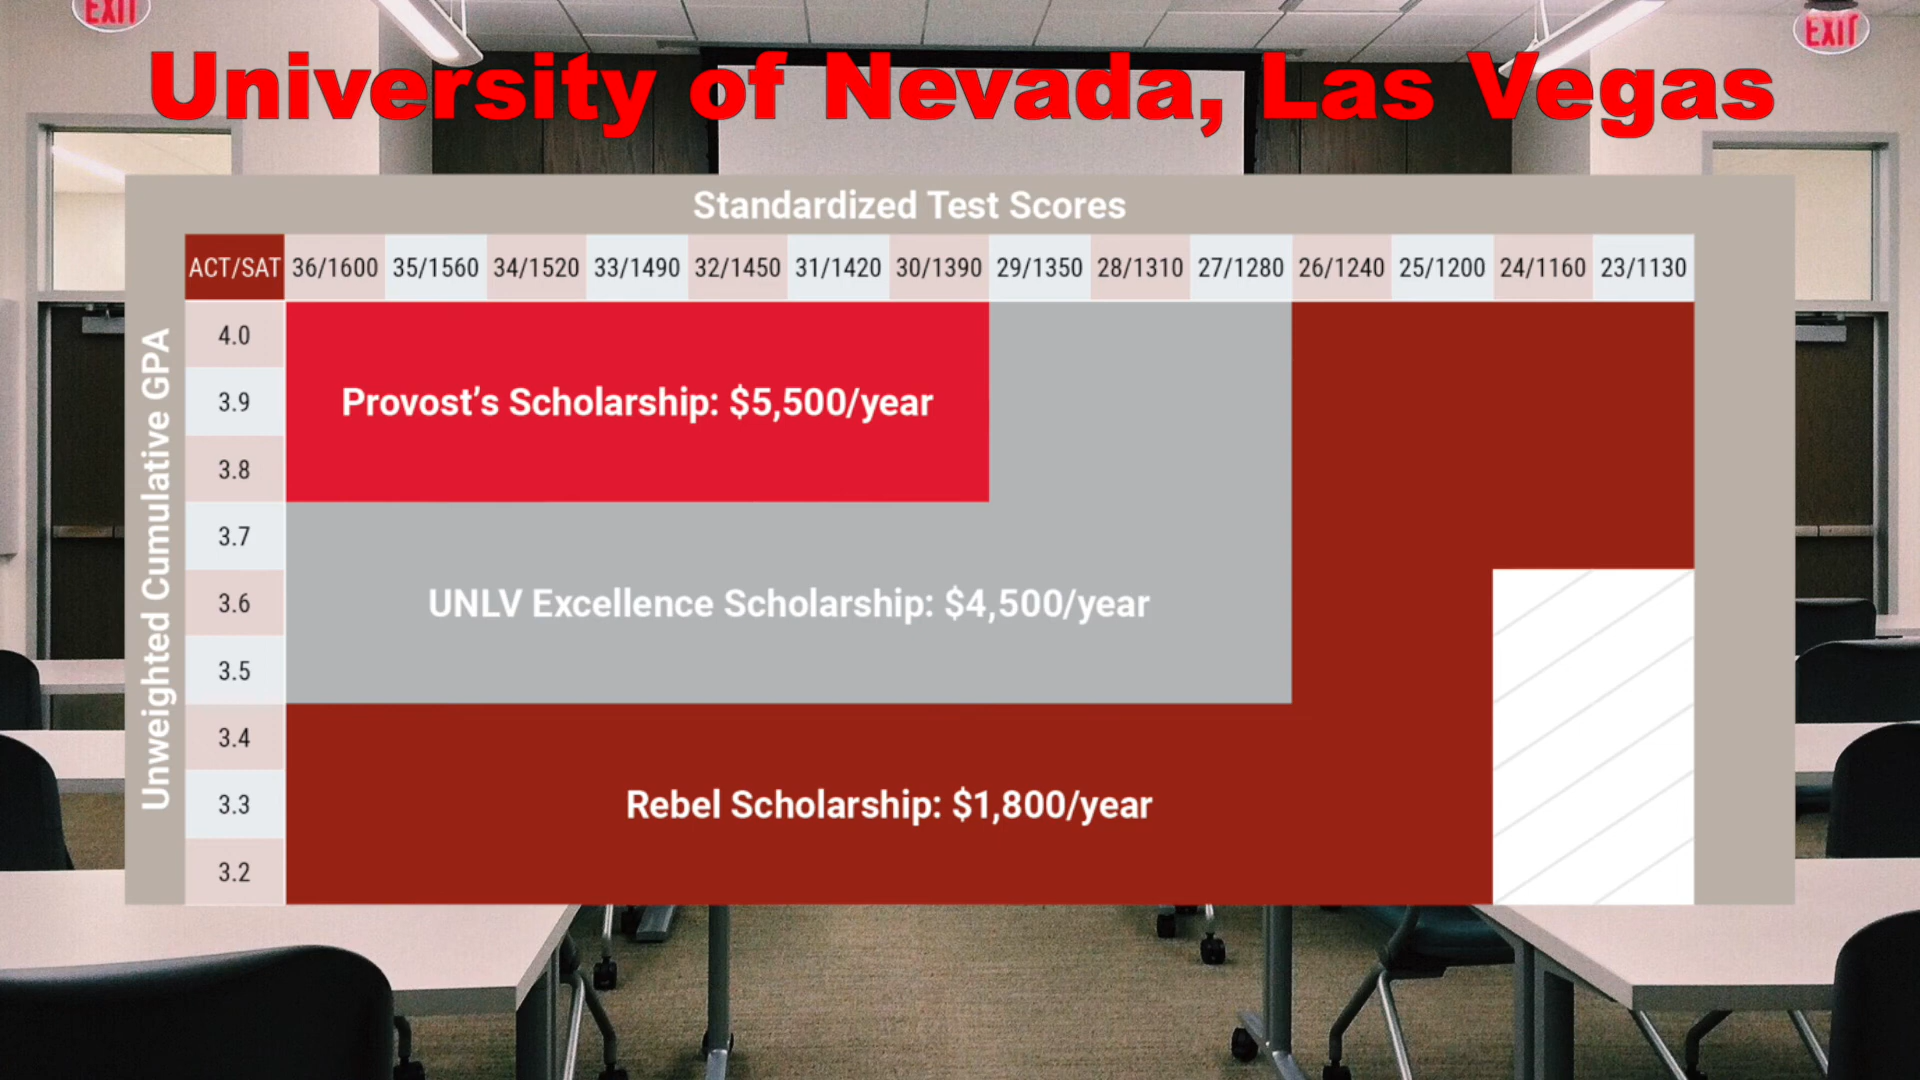 EXIT
EXIT
University of Nevada, Las Vegas
Standardized Test Scores
ACT/SAT 36/1600 35/1560 34/1520 33/1490 32/1450 31/1420 30/1390 29/1350 28/1310 27/1280 26/1240 25/1200 24/1160 23/1130
Unweighted Cumulative GPA
4.0
3.9 Provost’s Scholarship: $5,500/year
3.8
3.7
3.6 UNLV Excellence Scholarship: $4,500/year
3.5
3.4
3.3 Rebel Scholarship: $1,800/year
3.2